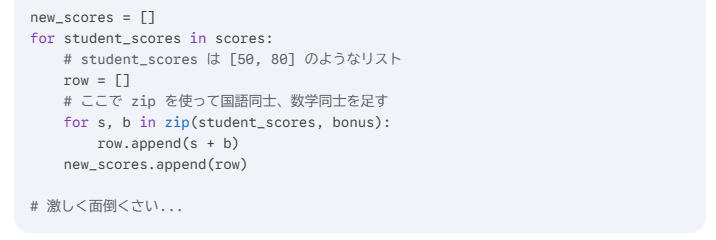 new_scores = []
for student_scores in scores:
    # student_scores は [50, 80] のようなリスト
    row = []
    # ここで zip を使って国語同士、数学同士を足す
    for s, b in zip(student_scores, bonus):
        row.append(s + b)
    new_scores.append(row)

# 激しく面倒くさい...